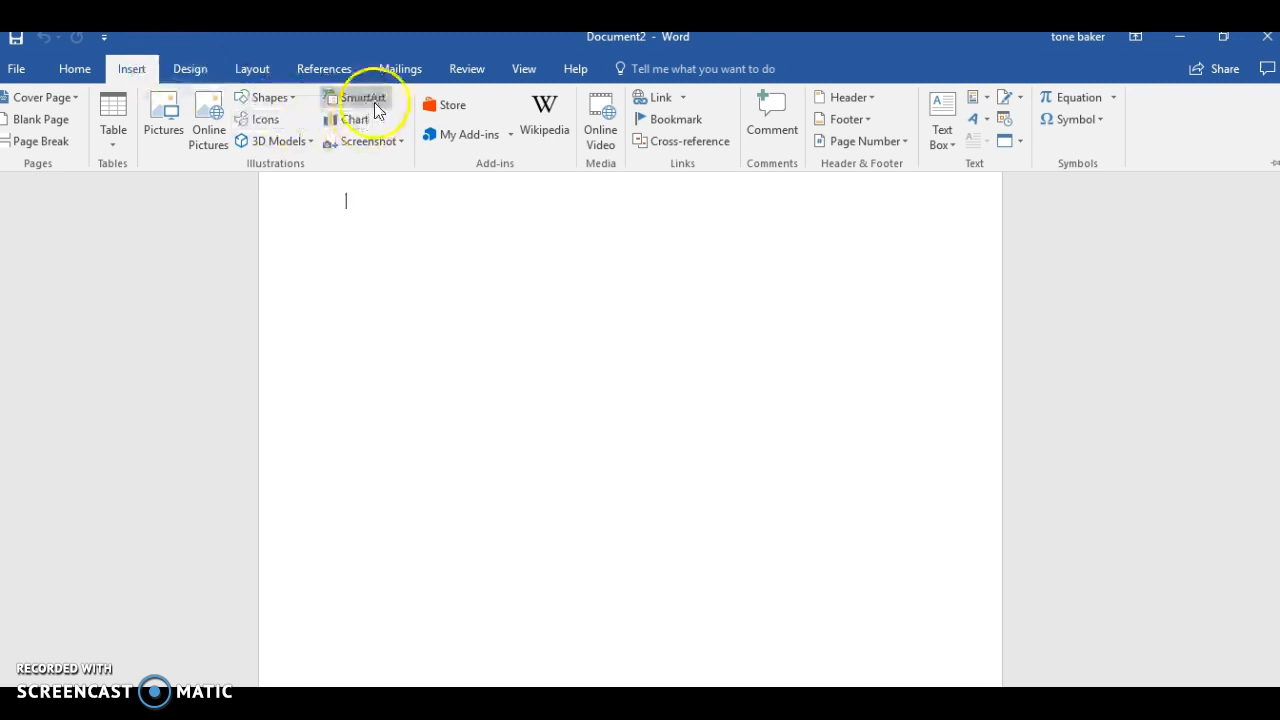 Document2 - Word
tone baker
File Home Insert Design Layout References Mailings Review View Help Tell me what you want to do Share
Cover Page
Blank Page
Page Break
Pages
Table
Tables
Pictures
Online Pictures
Shapes
Icons
3D Models
SmartArt
Chart
Screenshot
Illustrations
Store
My Add-ins
Wikipedia
Add-ins
Online Video
Media
Link
Bookmark
Cross-reference
Links
Comment
Comments
Header
Footer
Page Number
Header & Footer
Text Box
Text
Equation
Symbol
Symbols
RECORDED WITH
SCREENCAST MATIC